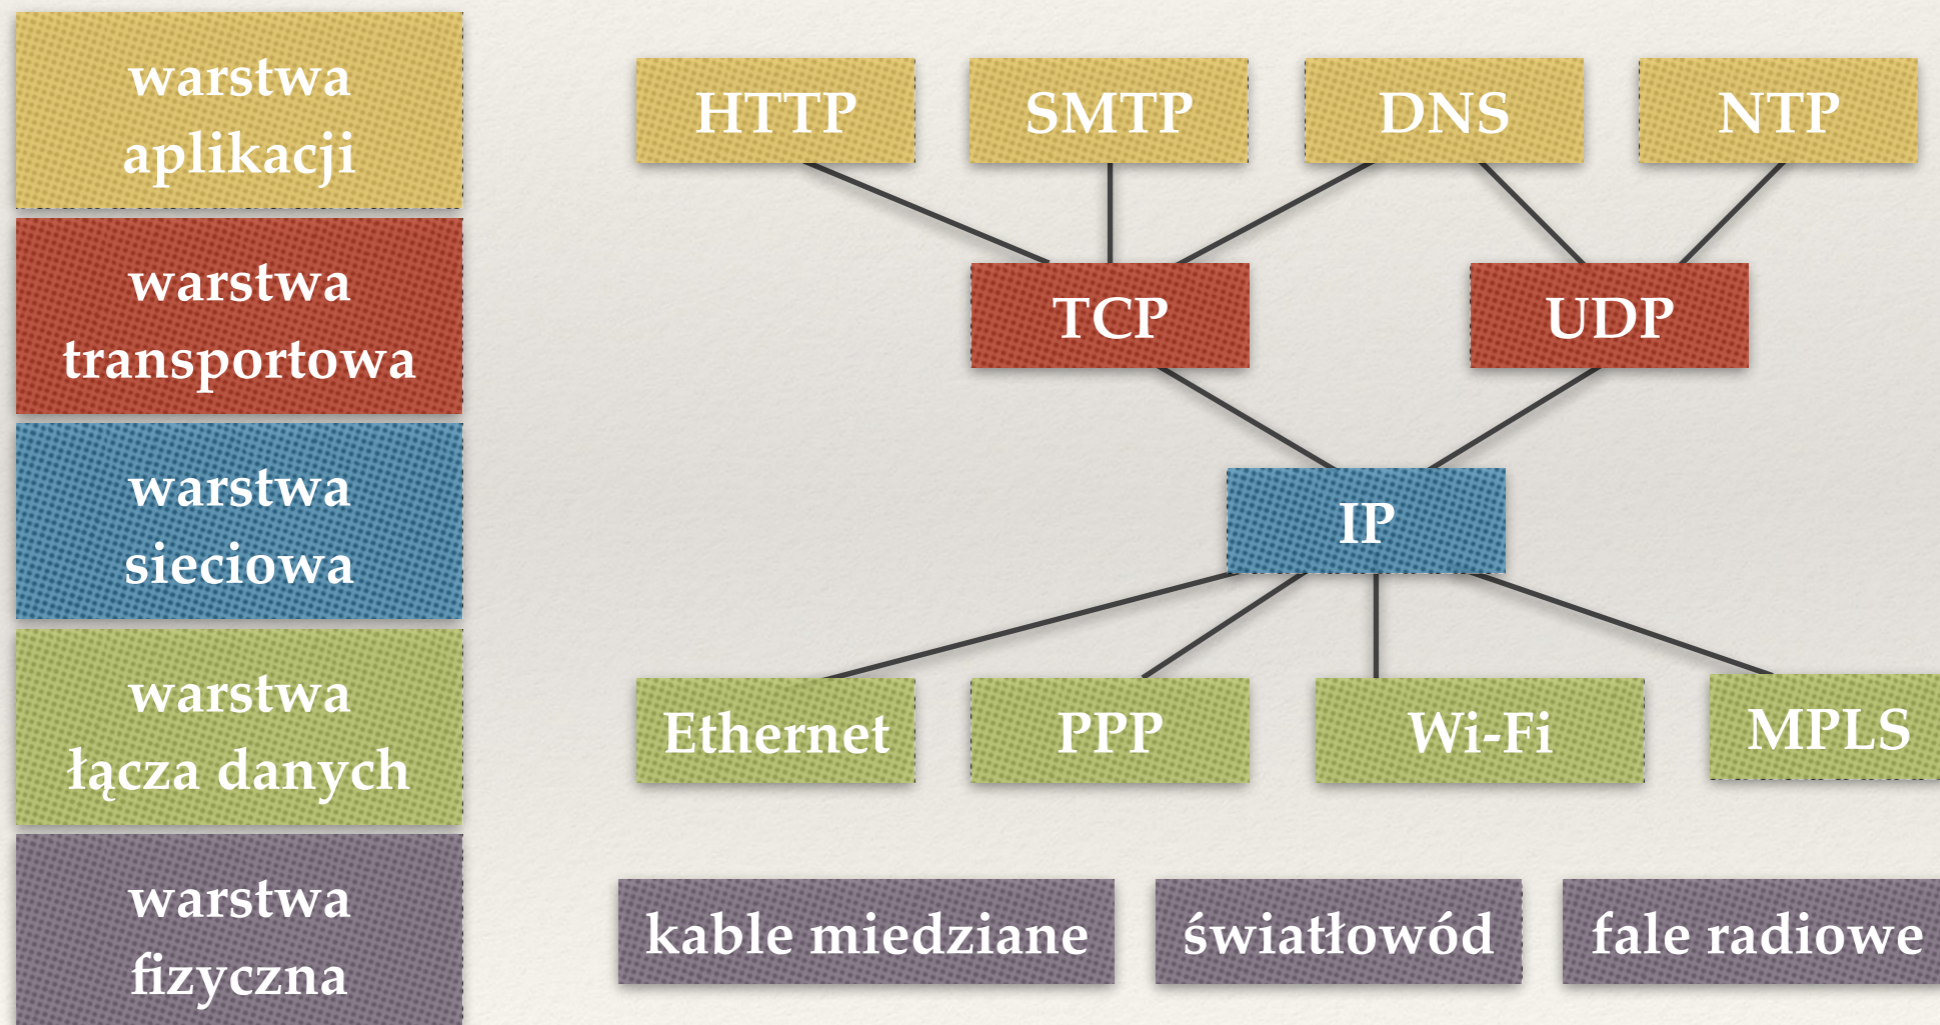 warstwa
aplikacji
HTTP
SMTP
DNS
NTP
warstwa
transportowa
TCP
UDP
warstwa
sieciowa
IP
warstwa
łącza danych
Ethernet
PPP
Wi-Fi
MPLS
warstwa
fizyczna
kable miedziane
światłowód
fale radiowe